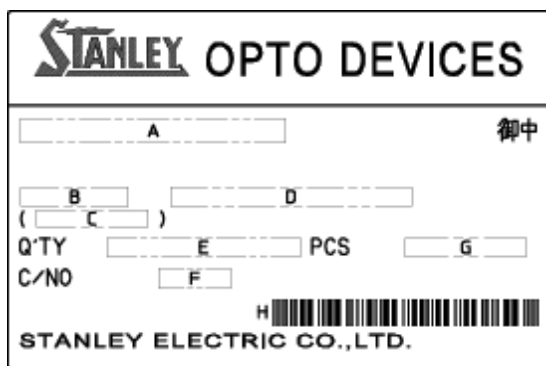 STANLEY OPTO DEVICES
A 御中
B D
( C )
Q'TY E PCS G
C/NO F
H
STANLEY ELECTRIC CO.,LTD.